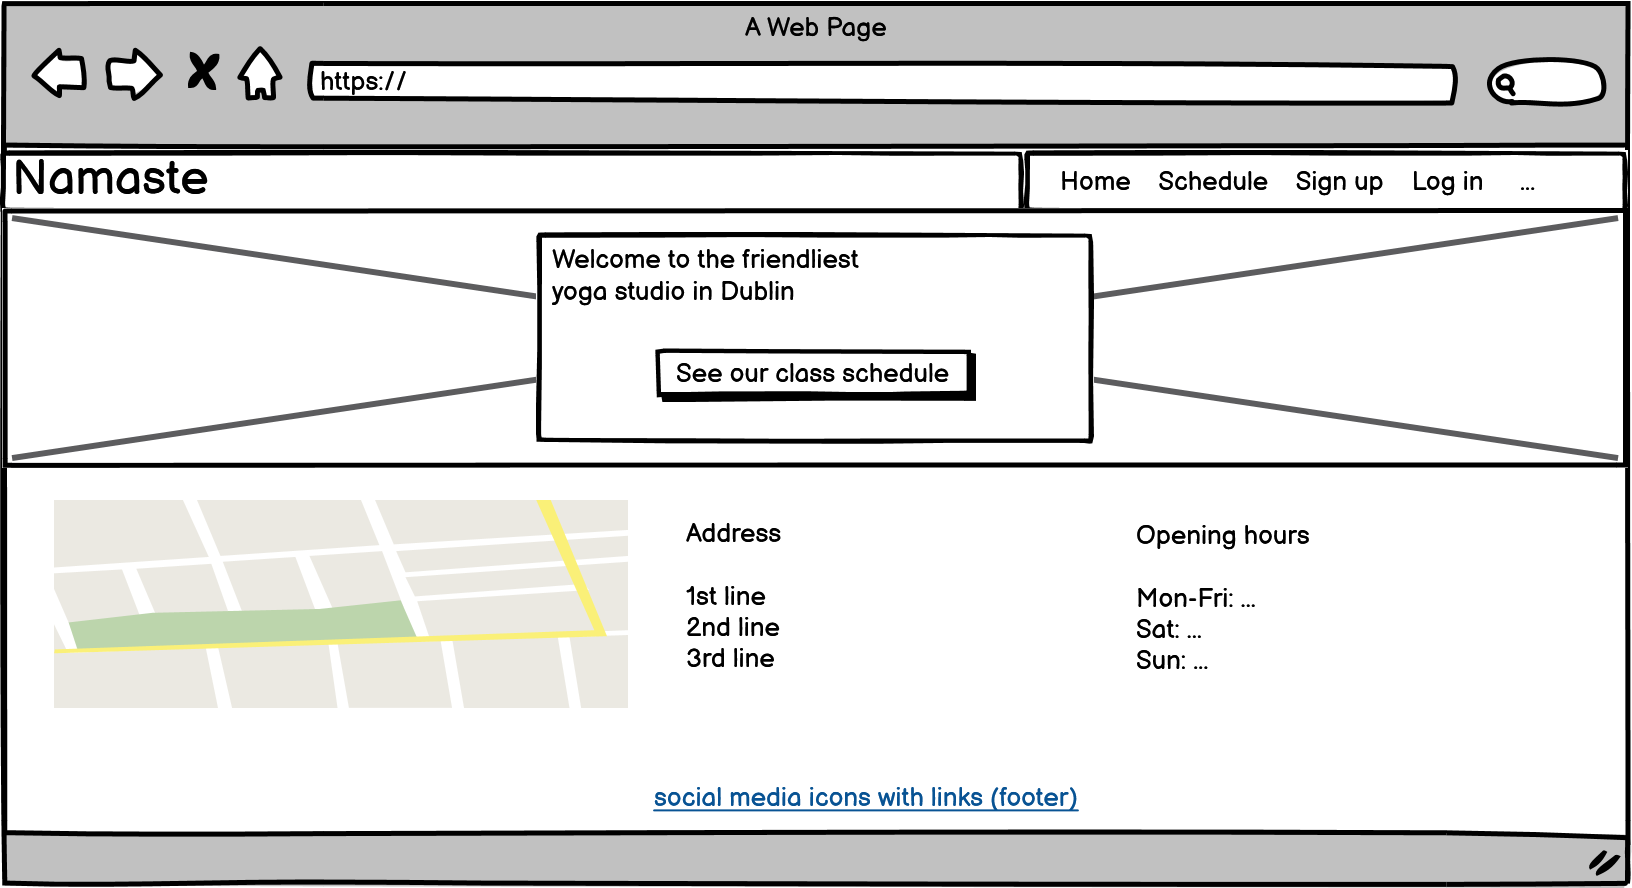 A Web Page
https://
Namaste
Home Schedule Sign up Log in ...
Welcome to the friendliest
yoga studio in Dublin
See our class schedule
Address
1st line
2nd line
3rd line
Opening hours
Mon-Fri: ...
Sat: ...
Sun: ...
social media icons with links (footer)